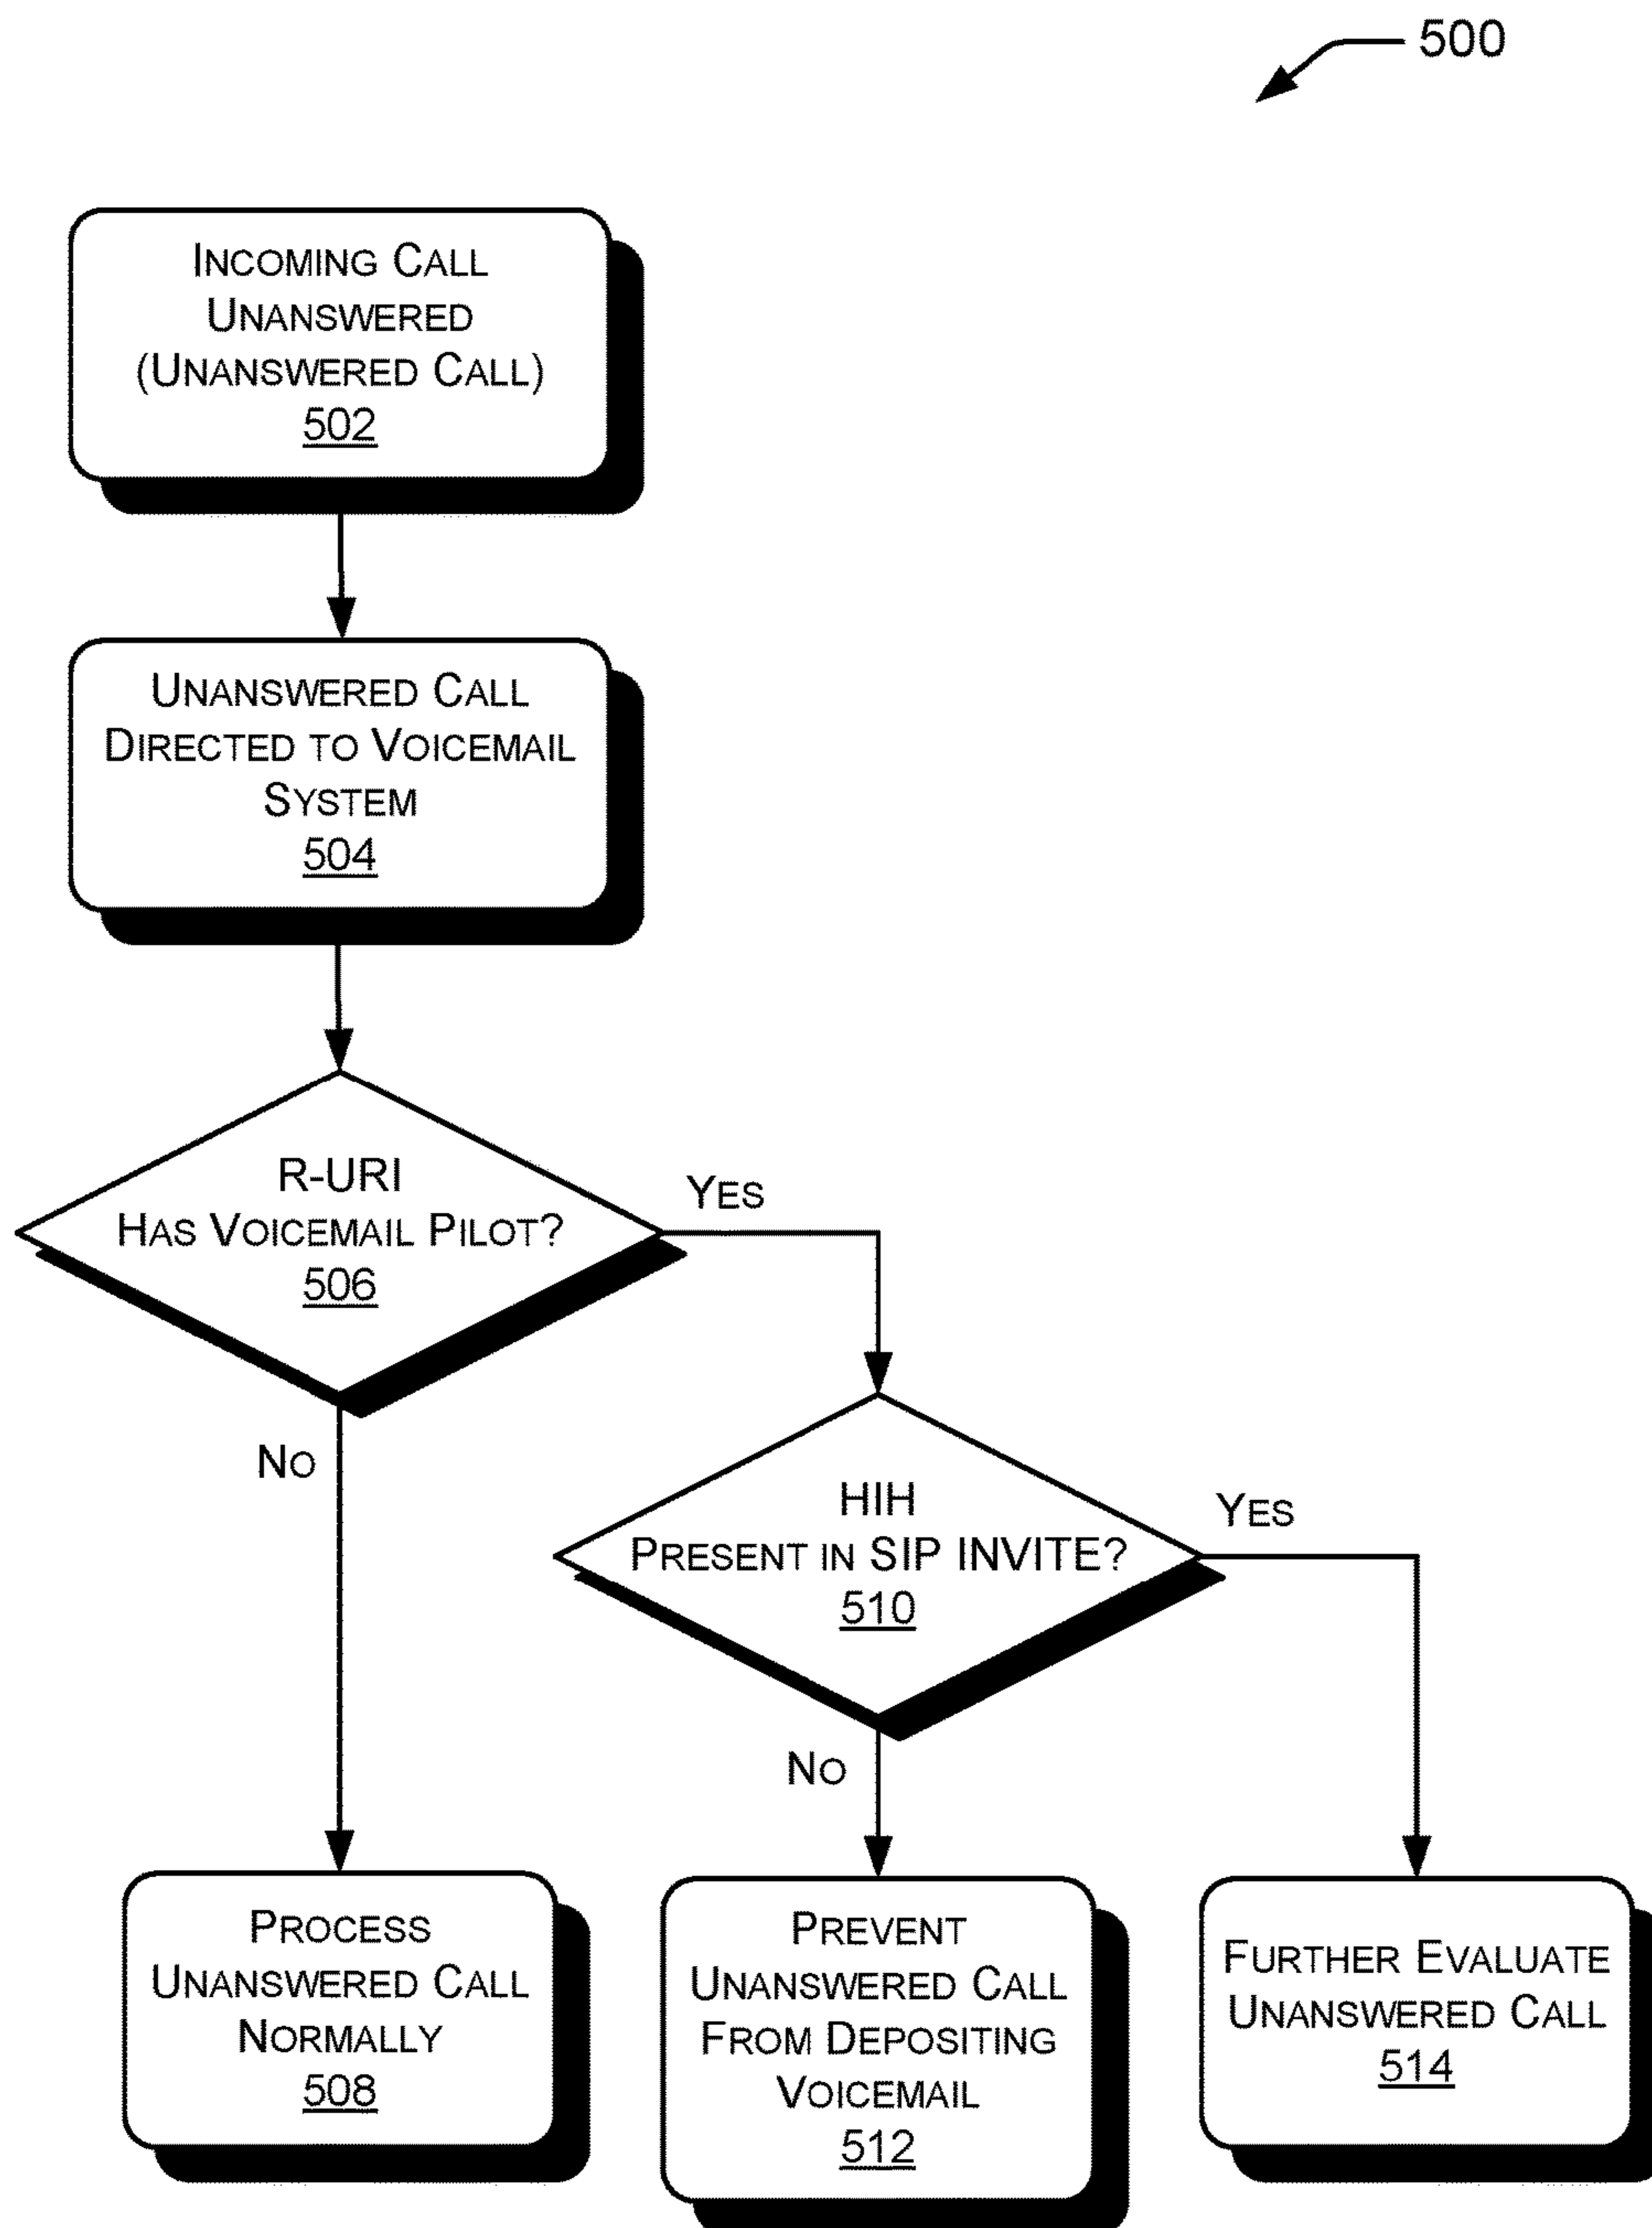 500
Incoming Call
Unanswered
(Unanswered Call)
502
Unanswered Call
Directed to Voicemail
System
504
R-URI
Has Voicemail Pilot?
506
Yes
No
HIH
Present in SIP INVITE?
510
Yes
No
Process
Unanswered Call
Normally
508
Prevent
Unanswered Call
From Depositing
Voicemail
512
Further Evaluate
Unanswered Call
514